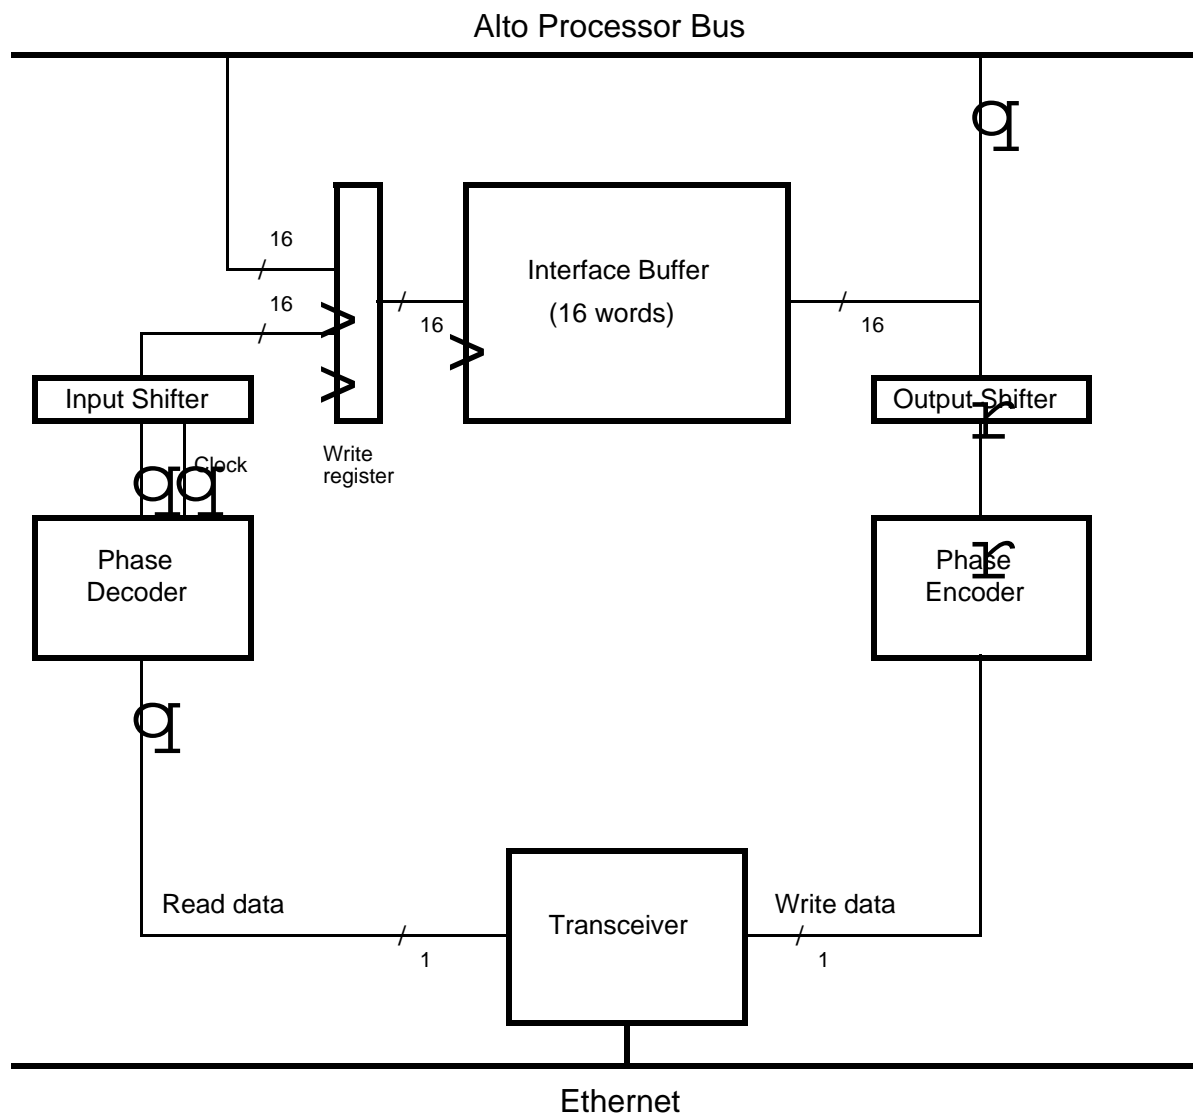 Alto Processor Bus
q
16
Interface Buffer
(16 words)
16
16
16
>
>
>
Input Shifter
Output Shifter
r
Clock
q
q
Write
register
Phase
Decoder
Phase
Encoder
r
q
Read data
Write data
Transceiver
1
1
Ethernet